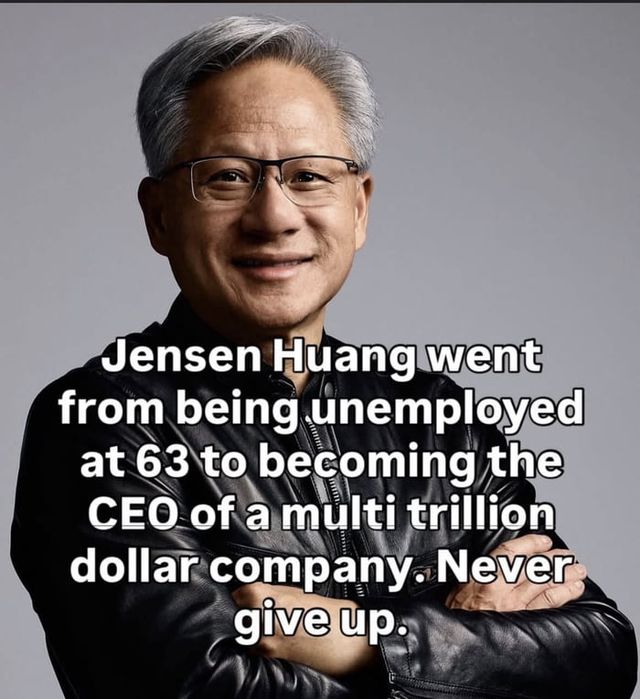 Jensen Huang went
from being unemployed
at 63 to becoming the
CEO of a multi trillion
dollar company. Never
give up.